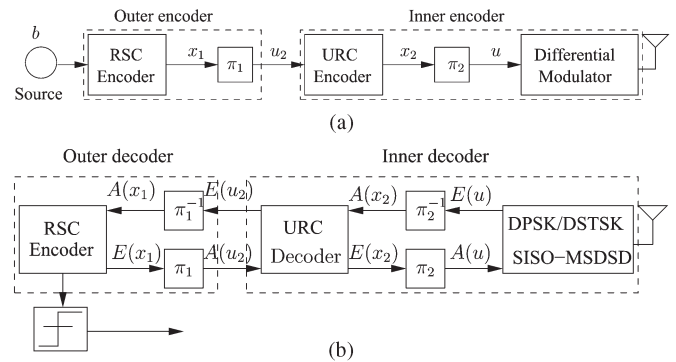 Outer encoder
Inner encoder
b
Source
RSC
Encoder
x₁
π₁
u₂
URC
Encoder
x₂
π₂
u
Differential
Modulator
(a)
Outer decoder
Inner decoder
A(x₁)
π₁⁻¹
E(u₂)
A(x₂)
π₂⁻¹
E(u)
RSC
Encoder
URC
Decoder
DPSK/DSTSK
SISO−MSDSD
E(x₁)
π₁
A(u₂)
E(x₂)
π₂
A(u)
(b)